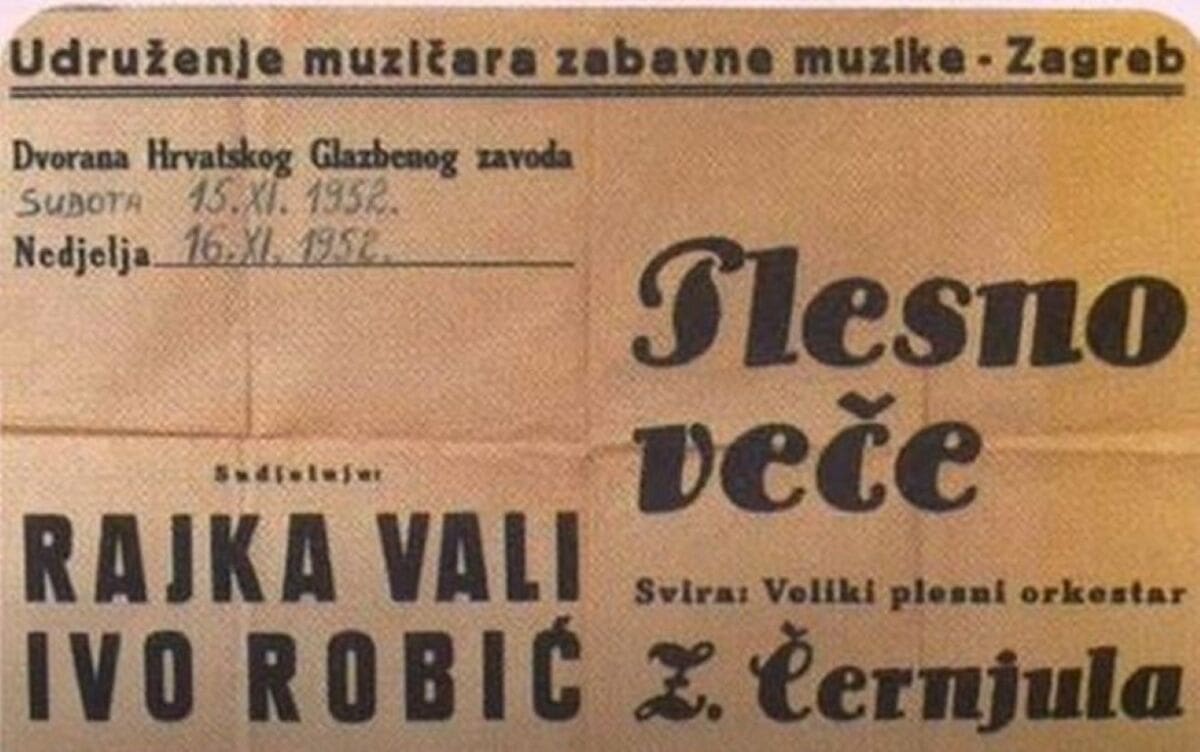 Udruženje muzičara zabavne muzike - Zagreb
Dvorana Hrvatskog Glazbenog zavoda
SUBOTA 15.XI. 1952.
Nedjelja 16.XI. 1952.
Plesno
veče
Sudjeluju:
RAJKA VALI
IVO ROBIĆ
Svira: Veliki plesni orkestar
Z. Černjula